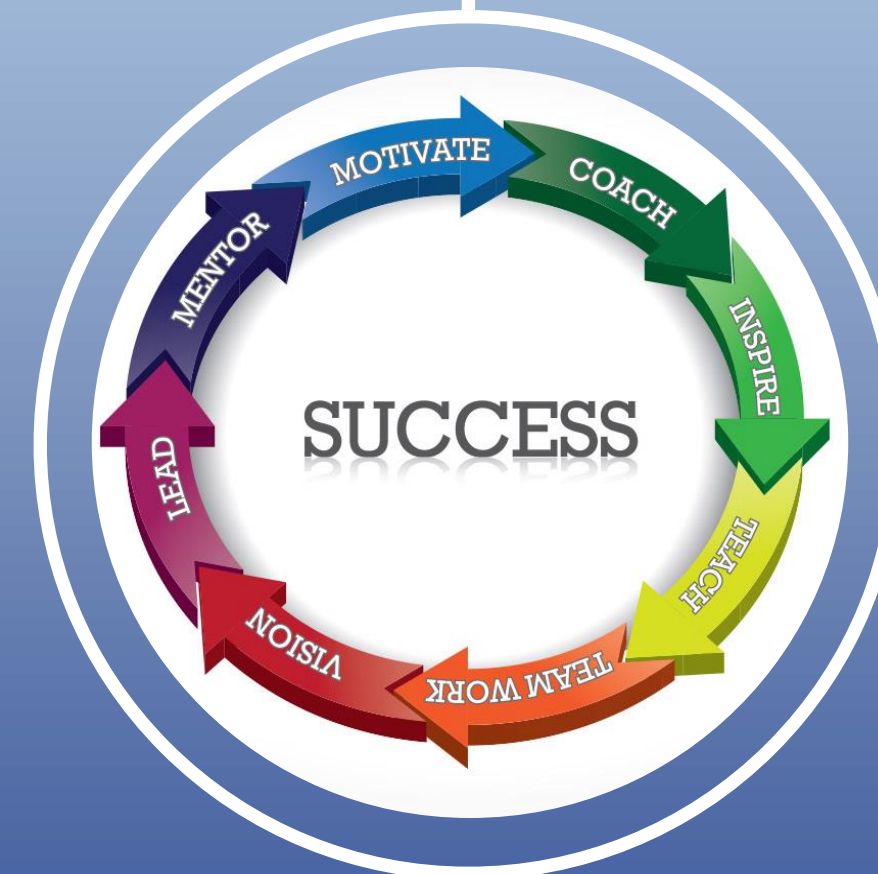 MOTIVATE
COACH
INSPIRE
TEACH
TEAM WORK
VISION
LEAD
MENTOR
SUCCESS